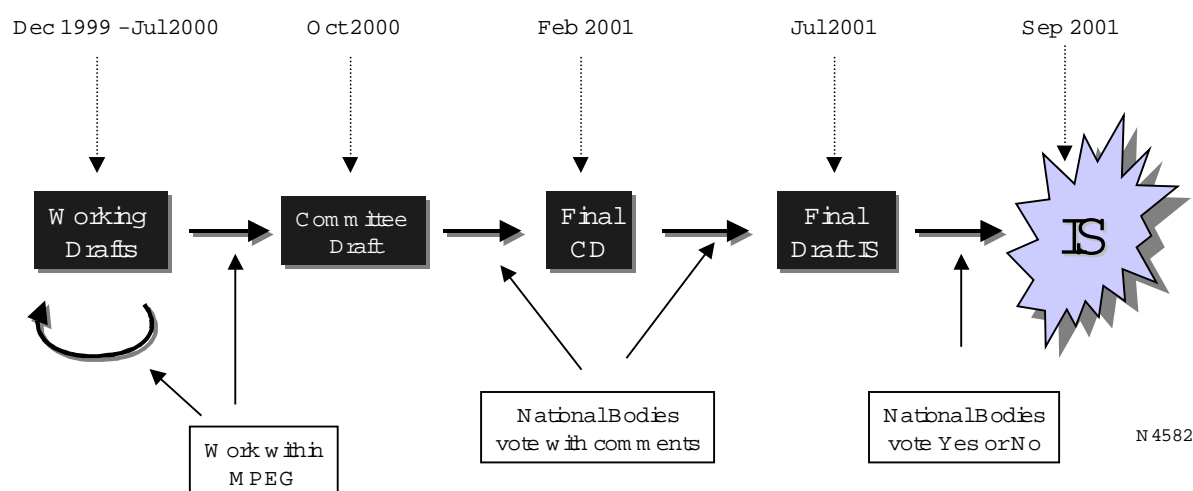 Dec 1999 - Jul 2000
Oct 2000
Feb 2001
Jul 2001
Sep 2001
Working
Drafts
Committee
Draft
Final
CD
Final
Draft IS
IS
Work within
MPEG
National Bodies
vote with comments
National Bodies
vote Yes or No
N4582